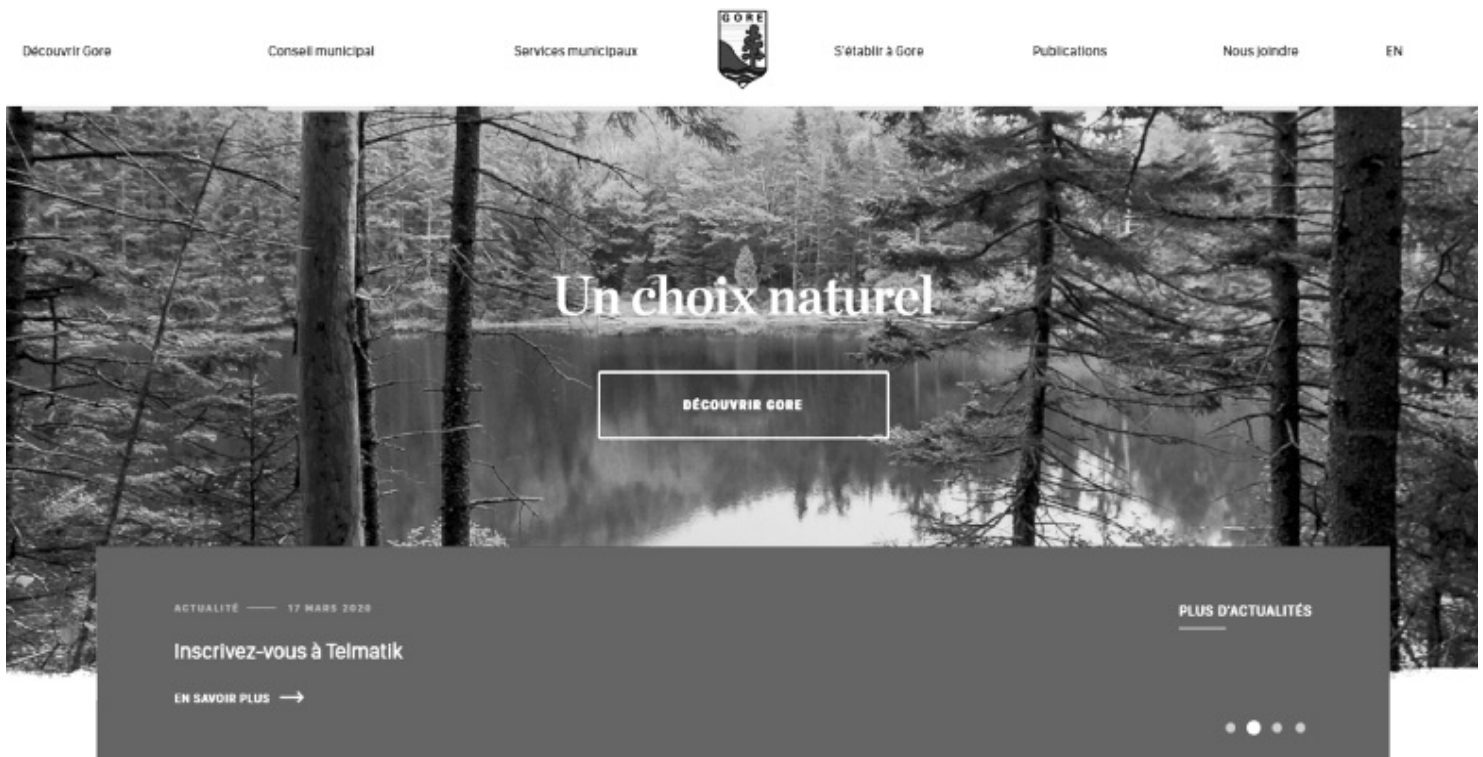 Découvrir Gore
Conseil municipal
Services municipaux
GORE
S'établir à Gore
Publications
Nous joindre
EN
Un choix naturel
DÉCOUVRIR GORE
ACTUALITÉ — 17 MARS 2020
PLUS D'ACTUALITÉS
Inscrivez-vous à Telmatik
EN SAVOIR PLUS →